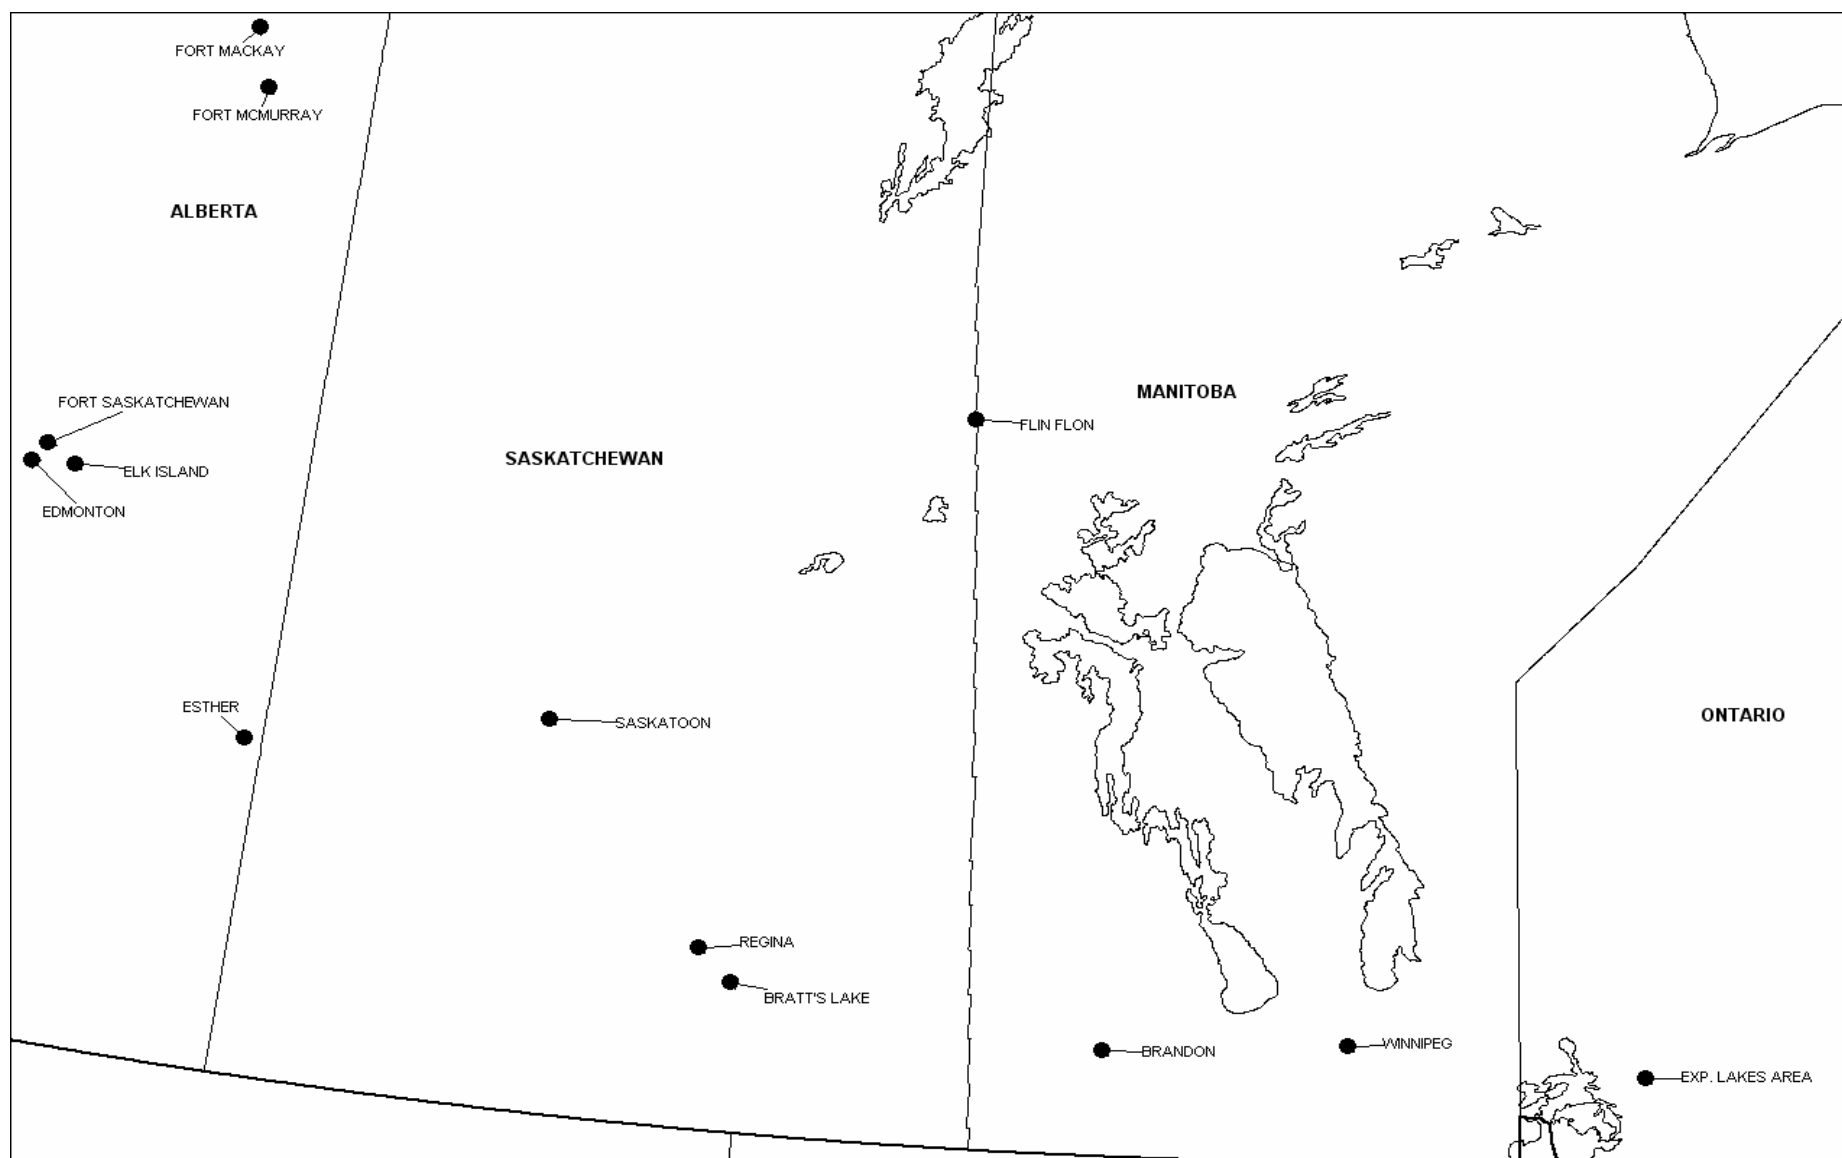 FORT MACKAY
FORT MCMURRAY
ALBERTA
MANITOBA
FORT SASKATCHEWAN
FLIN FLON
SASKATCHEWAN
ELK ISLAND
EDMONTON
ESTHER
SASKATOON
ONTARIO
REGINA
BRATT'S LAKE
BRANDON
WINNIPEG
EXP. LAKES AREA